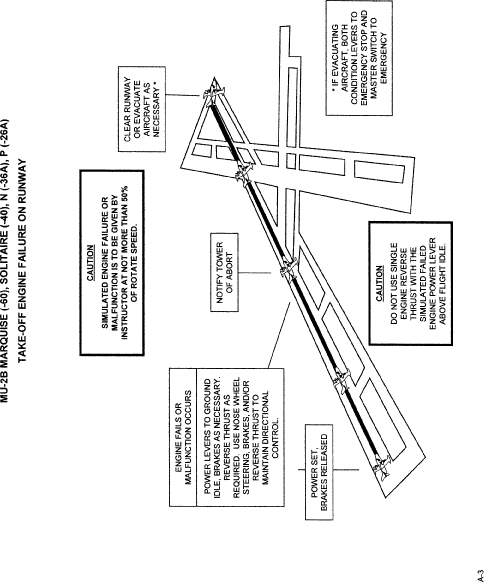 MU-2B MARQUISE (-60), SOLITAIRE (-40), N (-36A), P (-26A)
TAKE-OFF ENGINE FAILURE ON RUNWAY
CAUTION
SIMULATED ENGINE FAILURE OR
MALFUNCTION IS TO BE GIVEN BY
INSTRUCTOR AT NOT MORE THAN 50%
OF ROTATE SPEED.
CLEAR RUNWAY
OR EVACUATE
AIRCRAFT AS
NECESSARY *
NOTIFY TOWER
OF ABORT
ENGINE FAILS OR
MALFUNCTION OCCURS
POWER LEVERS TO GROUND
IDLE, BRAKES AS NECESSARY.
REVERSE THRUST AS
REQUIRED. USE NOSE WHEEL
STEERING, BRAKES, AND/OR
REVERSE THRUST TO
MAINTAIN DIRECTIONAL
CONTROL.
POWER SET,
BRAKES RELEASED
* IF EVACUATING
AIRCRAFT, BOTH
CONDITION LEVERS TO
EMERGENCY STOP AND
MASTER SWITCH TO
EMERGENCY
CAUTION
DO NOT USE SINGLE
ENGINE REVERSE
THRUST WITH THE
SIMULATED FAILED
ENGINE POWER LEVER
ABOVE FLIGHT IDLE.
A-3